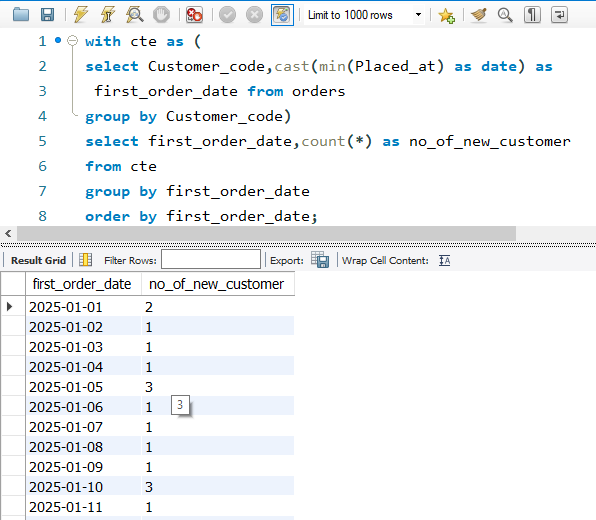 Limit to 1000 rows
1 with cte as (
2 select Customer_code,cast(min(Placed_at) as date) as
3 first_order_date from orders
4 group by Customer_code)
5 select first_order_date,count(*) as no_of_new_customer
6 from cte
7 group by first_order_date
8 order by first_order_date;
Result Grid Filter Rows: Export: Wrap Cell Content:
first_order_date no_of_new_customer
2025-01-01 2
2025-01-02 1
2025-01-03 1
2025-01-04 1
2025-01-05 3
2025-01-06 1 3
2025-01-07 1
2025-01-08 1
2025-01-09 1
2025-01-10 3
2025-01-11 1